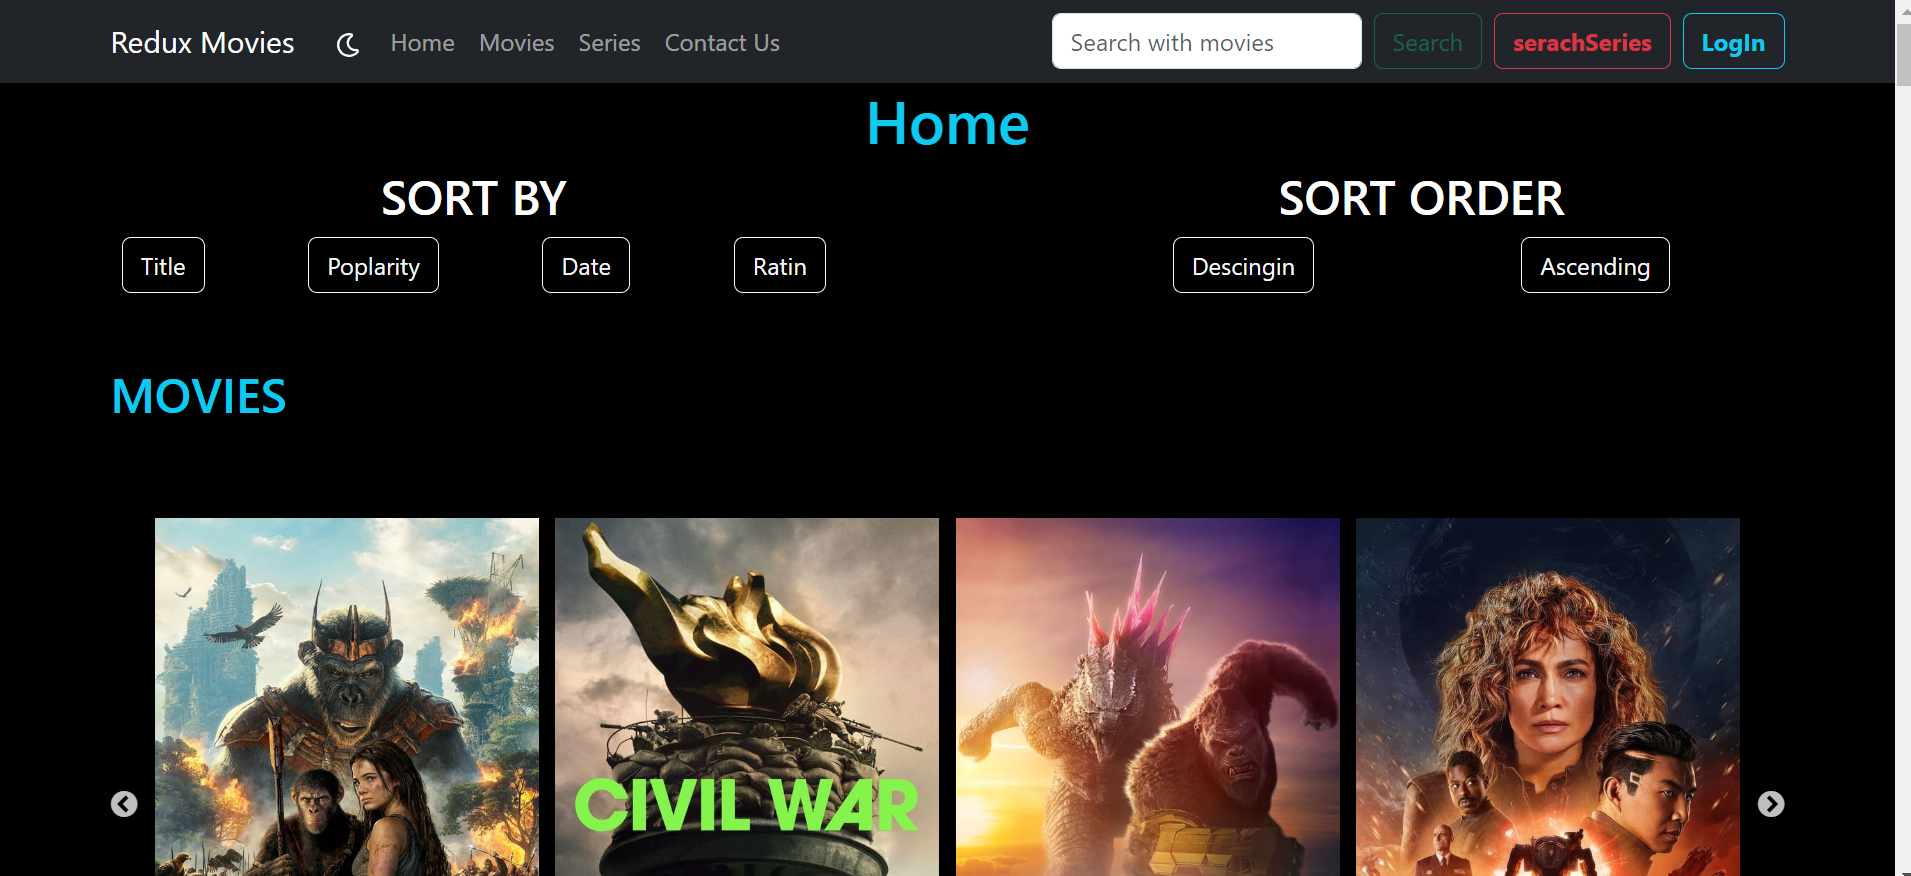 Redux Movies Home Movies Series Contact Us Search with movies Search serachSeries LogIn
Home
SORT BY
SORT ORDER
Title Poplarity Date Ratin
Descingin Ascending
MOVIES
CIVIL WAR